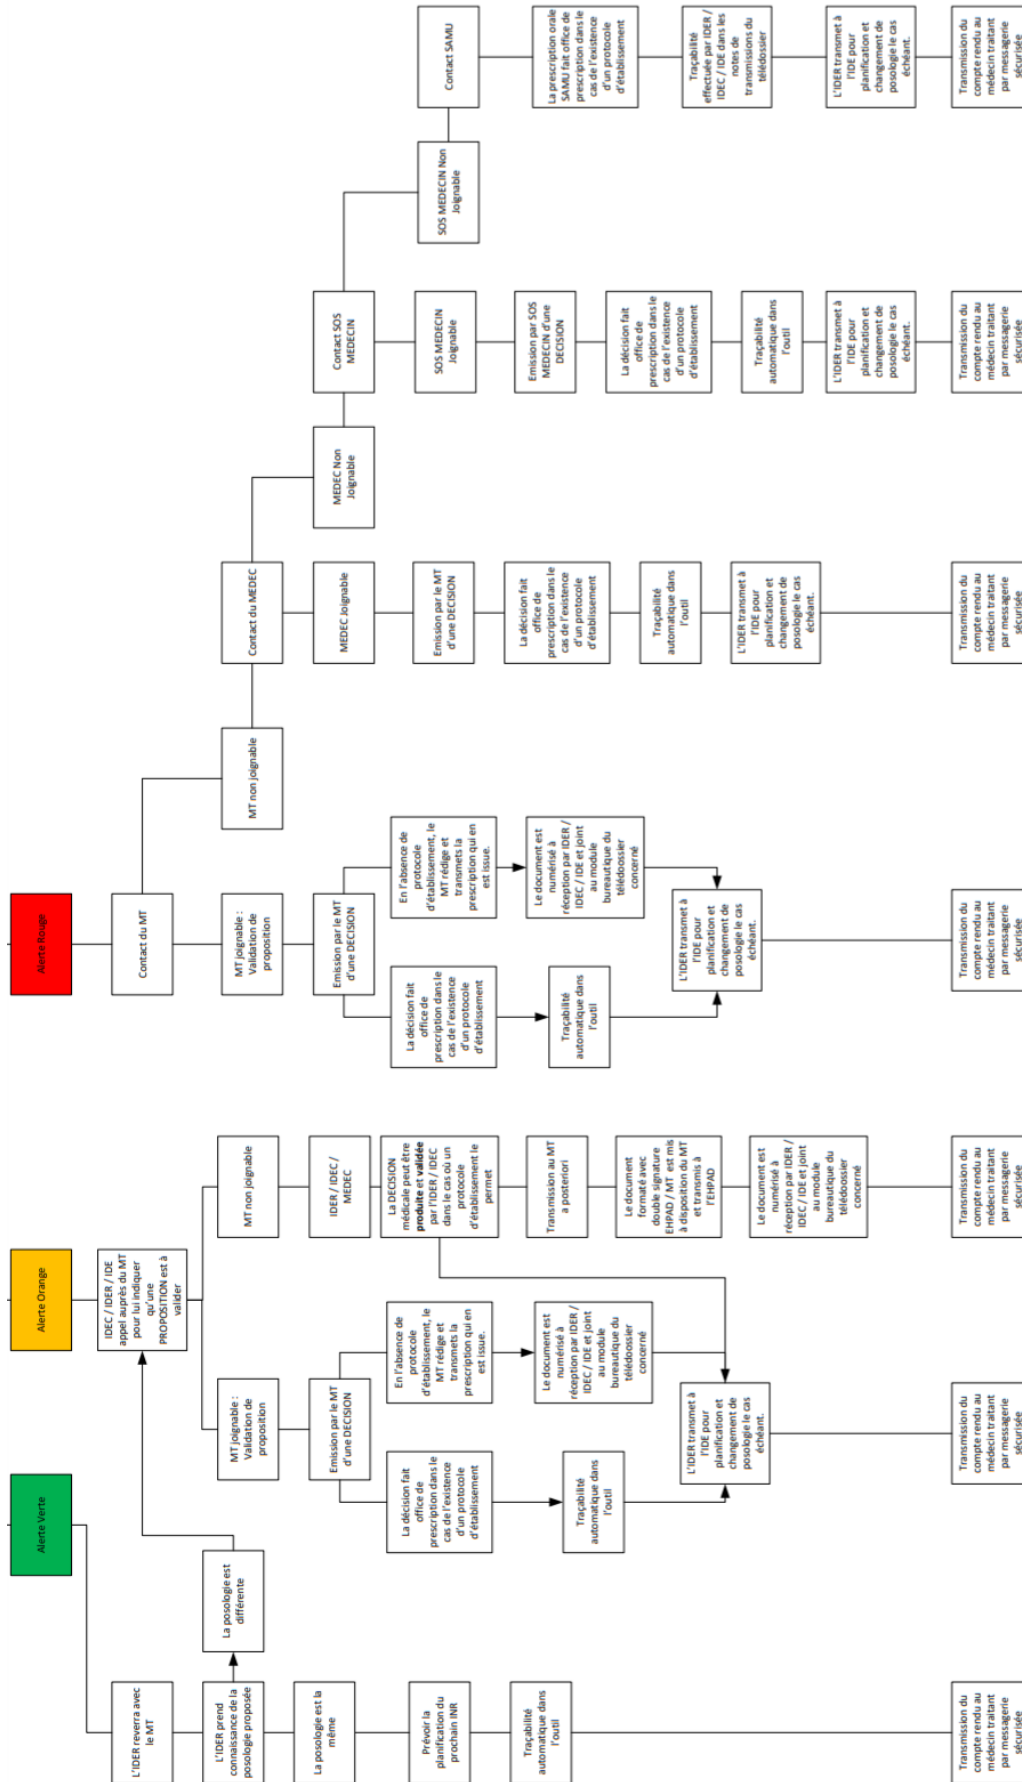 Alerte Verte
L'IDER reverra avec
le MT
L'IDER prend
connaissance de la
posologie proposée
La posologie est
différente
La posologie est la
même
Prévoir la
planification du
prochain INR
Traçabilité
automatique dans
l'outil
Transmission du
compte rendu au
médecin traitant
par messagerie
sécurisée
Alerte Orange
IDEC / IDER / IDE
appel auprès du MT
pour lui indiquer
qu'une
PROPOSITION est à
valider
MT joignable :
Validation de
proposition
Emission par le MT
d'une DECISION
La décision fait
office de
prescription dans le
cas de l'existence
d'un protocole
d'établissement
Traçabilité
automatique dans
l'outil
En l'absence de
protocole
d'établissement, le
MT rédige et
transmets la
prescription qui en
est issue.
Le document est
numérisé à
réception par IDER /
IDEC / IDE et joint
au module
bureautique du
télédoosier
concerné
L'IDER transmet à
l'IDE pour
planification et
changement de
posologie le cas
échéant.
Transmission du
compte rendu au
médecin traitant
par messagerie
sécurisée
MT non joignable
IDER / IDEC /
MEDEC
La DECISION
médicale peut être
produite et validée
par l'IDER / IDEC
dans le cas où un
protocole
d'établissement le
permet
Transmission au MT
a posteriori
Le document
formaté avec
double signature
EHPAD / MT est mis
à disposition du MT
et transmis à
l'EHPAD
Le document est
numérisé à
réception par IDER /
IDEC / IDE et joint
au module
bureautique du
télédoosier
concerné
Transmission du
compte rendu au
médecin traitant
par messagerie
sécurisée
Alerte Rouge
Contact du MT
MT joignable :
Validation de
proposition
Emission par le MT
d'une DECISION
La décision fait
office de
prescription dans le
cas de l'existence
d'un protocole
d'établissement
Traçabilité
automatique dans
l'outil
En l'absence de
protocole
d'établissement, le
MT rédige et
transmets la
prescription qui en
est issue.
Le document est
numérisé à
réception par IDER /
IDEC / IDE et joint
au module
bureautique du
télédoosier
concerné
L'IDER transmet à
l'IDE pour
planification et
changement de
posologie le cas
échéant.
Transmission du
compte rendu au
médecin traitant
par messagerie
sécurisée
MT non joignable
Contact du MEDEC
MEDEC Joignable
Emission par le MT
d'une DECISION
La décision fait
office de
prescription dans le
cas de l'existence
d'un protocole
d'établissement
Traçabilité
automatique dans
l'outil
L'IDER transmet à
l'IDE pour
planification et
changement de
posologie le cas
échéant.
Transmission du
compte rendu au
médecin traitant
par messagerie
sécurisée
MEDEC Non
Joignable
Contact SOS
MEDECIN
SOS MEDECIN
Joignable
Emission par SOS
MEDECIN d'une
DECISION
La décision fait
office de
prescription dans le
cas de l'existence
d'un protocole
d'établissement
Traçabilité
automatique dans
l'outil
L'IDER transmet à
l'IDE pour
planification et
changement de
posologie le cas
échéant.
Transmission du
compte rendu au
médecin traitant
par messagerie
sécurisée
SOS MEDECIN Non
Joignable
Contact SAMU
La prescription orale
SAMU fait office de
prescription dans le
cas de l'existence
d'un protocole
d'établissement
Traçabilité
effectuée par IDER /
IDEC / IDE dans les
notes de
transmissions du
télédossier
L'IDER transmet à
l'IDE pour
planification et
changement de
posologie le cas
échéant.
Transmission du
compte rendu au
médecin traitant
par messagerie
sécurisée